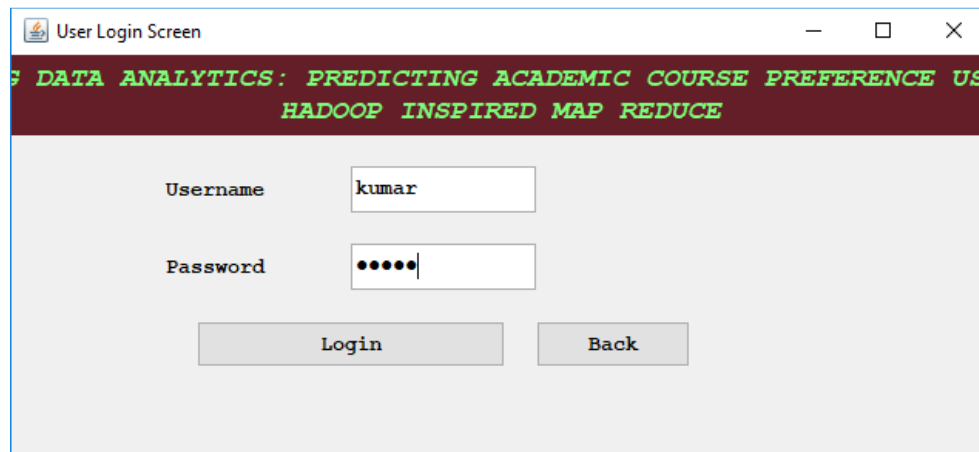 User Login Screen
G DATA ANALYTICS: PREDICTING ACADEMIC COURSE PREFERENCE US
HADOOP INSPIRED MAP REDUCE
Username kumar
Password •••••
Login Back